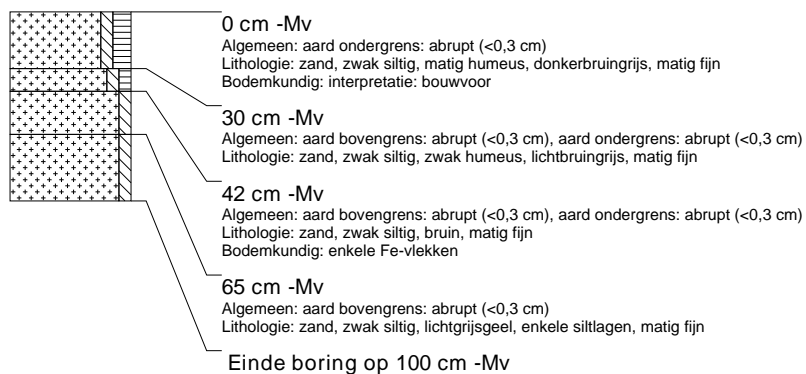 0 cm -Mv
Algemeen: aard ondergrens: abrupt (<0,3 cm)
Lithologie: zand, zwak siltig, matig humeus, donkerbruingrijs, matig fijn
Bodemkundig: interpretatie: bouwvoor
30 cm -Mv
Algemeen: aard bovengrens: abrupt (<0,3 cm), aard ondergrens: abrupt (<0,3 cm)
Lithologie: zand, zwak siltig, zwak humeus, lichtbruingrijs, matig fijn
42 cm -Mv
Algemeen: aard bovengrens: abrupt (<0,3 cm), aard ondergrens: abrupt (<0,3 cm)
Lithologie: zand, zwak siltig, bruin, matig fijn
Bodemkundig: enkele Fe-vlekken
65 cm -Mv
Algemeen: aard bovengrens: abrupt (<0,3 cm)
Lithologie: zand, zwak siltig, lichtgrijsgeel, enkele siltlagen, matig fijn
Einde boring op 100 cm -Mv